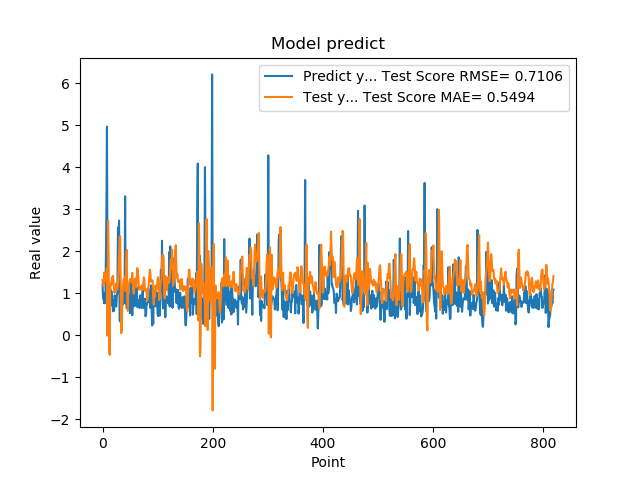 Model predict
Predict y... Test Score RMSE= 0.7106
Test y... Test Score MAE= 0.5494
Real value
6
5
4
3
2
1
0
−1
−2
0 200 400 600 800
Point